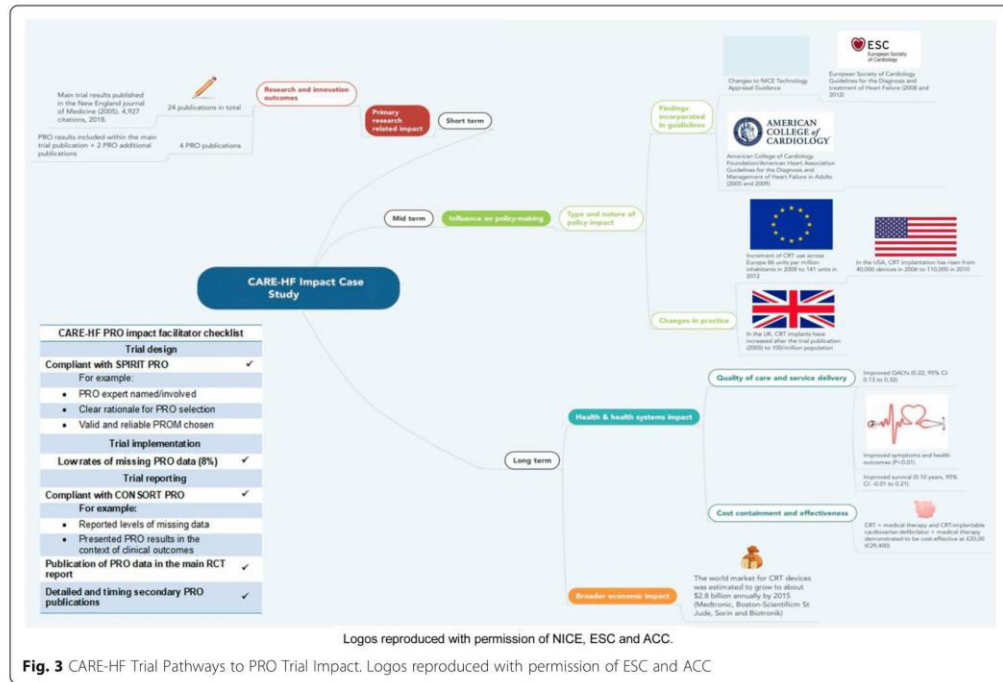 Main trial results published
in the New England journal
of Medicine (2005). 4,927
citations, 2018.
24 publications in total
PRO results included within the main
trial publication + 2 PRO additional
publications
4 PRO publications
Research and innovation
outcomes
Primary
research
related impact
Short term
Mid term
Influence on policy-making
Type and nature of
policy impact
Findings
incorporated
in guidlelines
Changes to NICE Technology
Appraisal Guidance
ESC
European Society
of Cardiology
European Society of Cardiology
Guidelines for the Diagnosis and
treatment of Heart Failure (2008 and
2012)
AMERICAN
COLLEGE of
CARDIOLOGY
American College of Cardiology
Foundation/American Heart Association
Guidelines for the Diagnosis and
Management of Heart Failure in Adults
(2005 and 2009)
Changes in practice
Increment of CRT use across
Europe 86 units per million
inhabitants in 2008 to 141 units in
2012
In the USA, CRT implantation has risen from
40,000 devices in 2006 to 110,000 in 2010
In the UK, CRT implants have
increased after the trial publication
(2005) to 100/million population
CARE-HF Impact Case
Study
Long term
Health & health systems impact
Quality of care and service delivery
Improved QALYs (0.22, 95% CI:
0.13 to 0.32)
Improved symptoms and health
outcomes (P<0.01)
Improved survival (0.10 years, 95%
CI: -0.01 to 0.21)
Cost containment and effectiveness
CRT + medical therapy and CRT-implantable
cardioverter-defibrillator + medical therapy
demonstrated to be cost effective at £20,00
(£29,400)
Broader economic impact
The world market for CRT devices
was estimated to grow to about
$2.8 billion annually by 2015
(Medtronic, Boston-Scientificm St
Jude, Sorin and Biotronik)
CARE-HF PRO impact facilitator checklist
Trial design
Compliant with SPIRIT PRO ✓
For example:
• PRO expert named/involved
• Clear rationale for PRO selection
• Valid and reliable PROM chosen
Trial implementation
Low rates of missing PRO data (8%) ✓
Trial reporting
Compliant with CONSORT PRO ✓
For example:
• Reported levels of missing data
• Presented PRO results in the
context of clinical outcomes
Publication of PRO data in the main RCT ✓
report
Detailed and timing secondary PRO ✓
publications
Logos reproduced with permission of NICE, ESC and ACC.
Fig. 3 CARE-HF Trial Pathways to PRO Trial Impact. Logos reproduced with permission of ESC and ACC